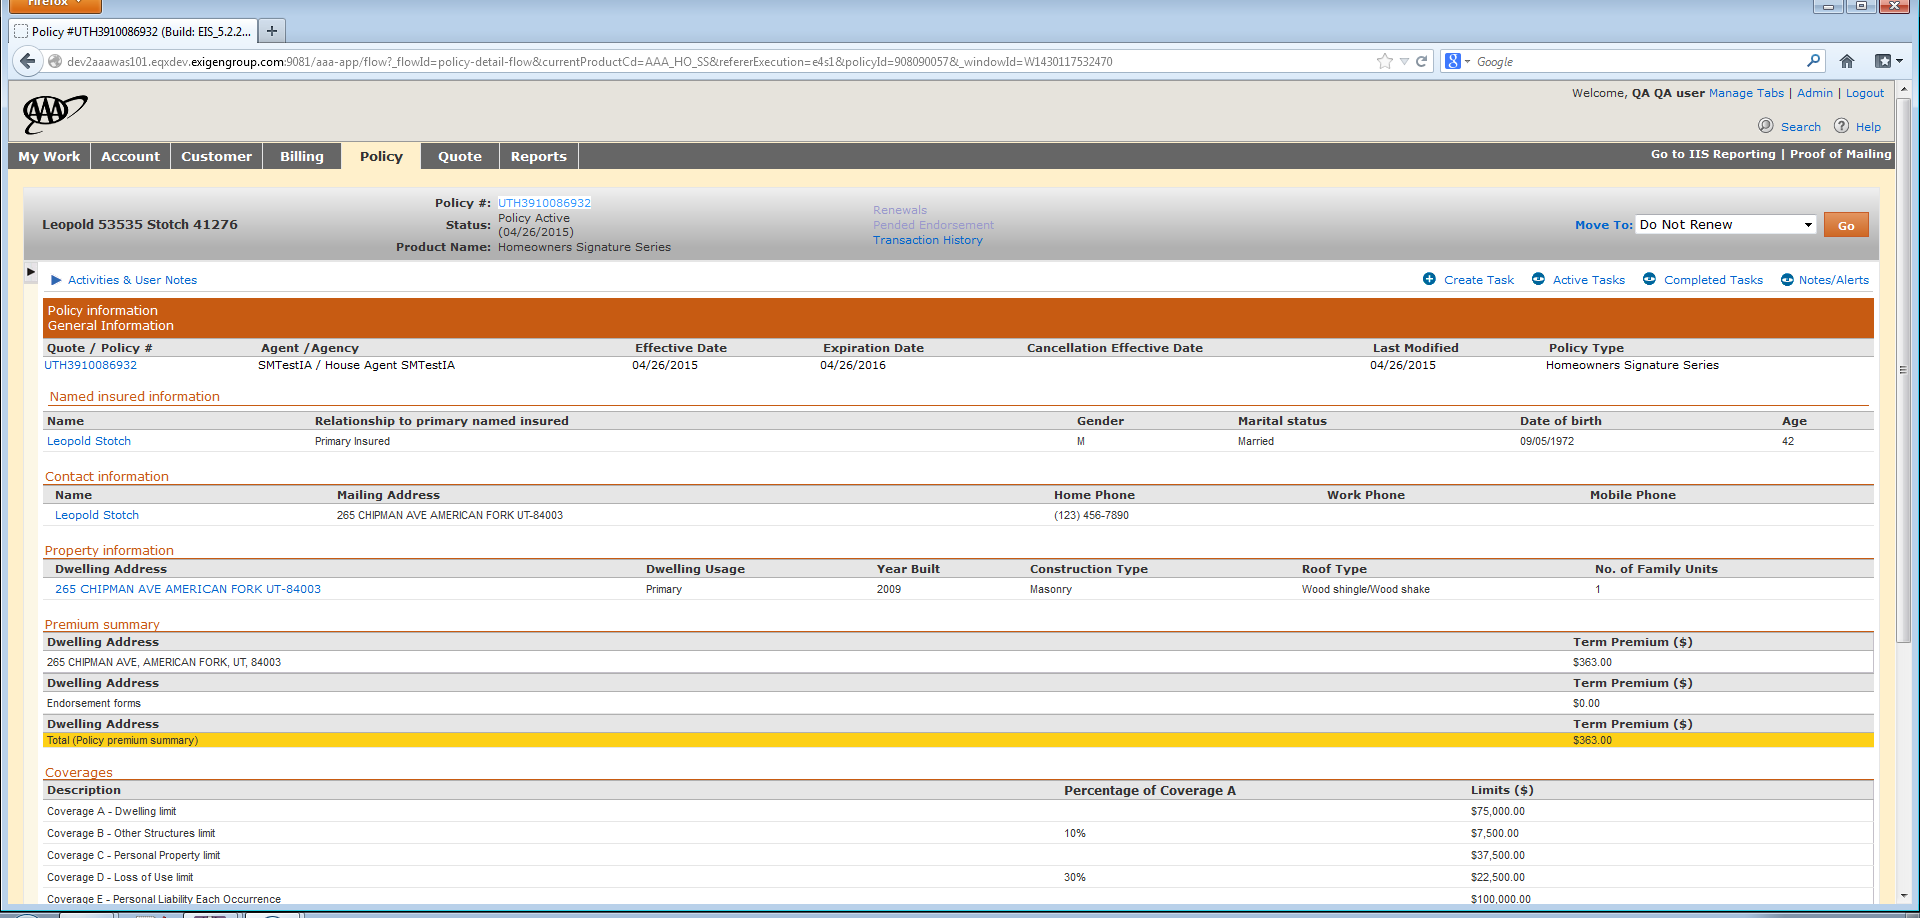 Firefox
Policy #UTH3910086932 (Build: EIS_5.2.2...
dev2aaawas101.eqxdev.exigengroup.com:9081/aaa-app/flow?_flowId=policy-detail-flow&currentProductCd=AAA_HO_SS&refererExecution=e4s1&policyId=908090057&_windowId=W1430117532470
Google
AAA
Welcome, QA QA user Manage Tabs | Admin | Logout
Search Help
My Work Account Customer Billing Policy Quote Reports Go to IIS Reporting | Proof of Mailing
Leopold 53535 Stotch 41276
Policy #: UTH3910086932
Status: Policy Active
(04/26/2015)
Product Name: Homeowners Signature Series
Renewals
Pended Endorsement
Transaction History
Move To: Do Not Renew Go
Activities & User Notes Create Task Active Tasks Completed Tasks Notes/Alerts
Policy information
General Information
Quote / Policy # Agent /Agency Effective Date Expiration Date Cancellation Effective Date Last Modified Policy Type
UTH3910086932 SMTestIA / House Agent SMTestIA 04/26/2015 04/26/2016 04/26/2015 Homeowners Signature Series
Named insured information
Name Relationship to primary named insured Gender Marital status Date of birth Age
Leopold Stotch Primary Insured M Married 09/05/1972 42
Contact information
Name Mailing Address Home Phone Work Phone Mobile Phone
Leopold Stotch 265 CHIPMAN AVE AMERICAN FORK UT-84003 (123) 456-7890
Property information
Dwelling Address Dwelling Usage Year Built Construction Type Roof Type No. of Family Units
265 CHIPMAN AVE AMERICAN FORK UT-84003 Primary 2009 Masonry Wood shingle/Wood shake 1
Premium summary
Dwelling Address Term Premium ($)
265 CHIPMAN AVE, AMERICAN FORK, UT, 84003 $363.00
Dwelling Address Term Premium ($)
Endorsement forms $0.00
Dwelling Address Term Premium ($)
Total (Policy premium summary) $363.00
Coverages
Description Percentage of Coverage A Limits ($)
Coverage A - Dwelling limit $75,000.00
Coverage B - Other Structures limit 10% $7,500.00
Coverage C - Personal Property limit $37,500.00
Coverage D - Loss of Use limit 30% $22,500.00
Coverage E - Personal Liability Each Occurrence $100,000.00